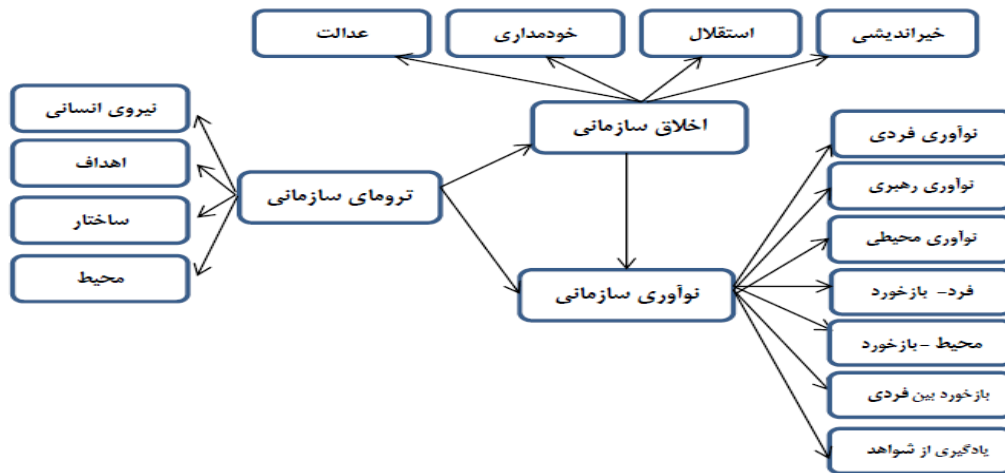 خیراندیشی
استقلال
خودمداری
عدالت
اخلاق سازمانی
نیروی انسانی
اهداف
ساختار
محیط
ترومای سازمانی
نوآوری سازمانی
نوآوری فردی
نوآوری رهبری
نوآوری محیطی
فرد- بازخورد
محیط -بازخورد
بازخورد بین فردی
یادگیری از شواهد